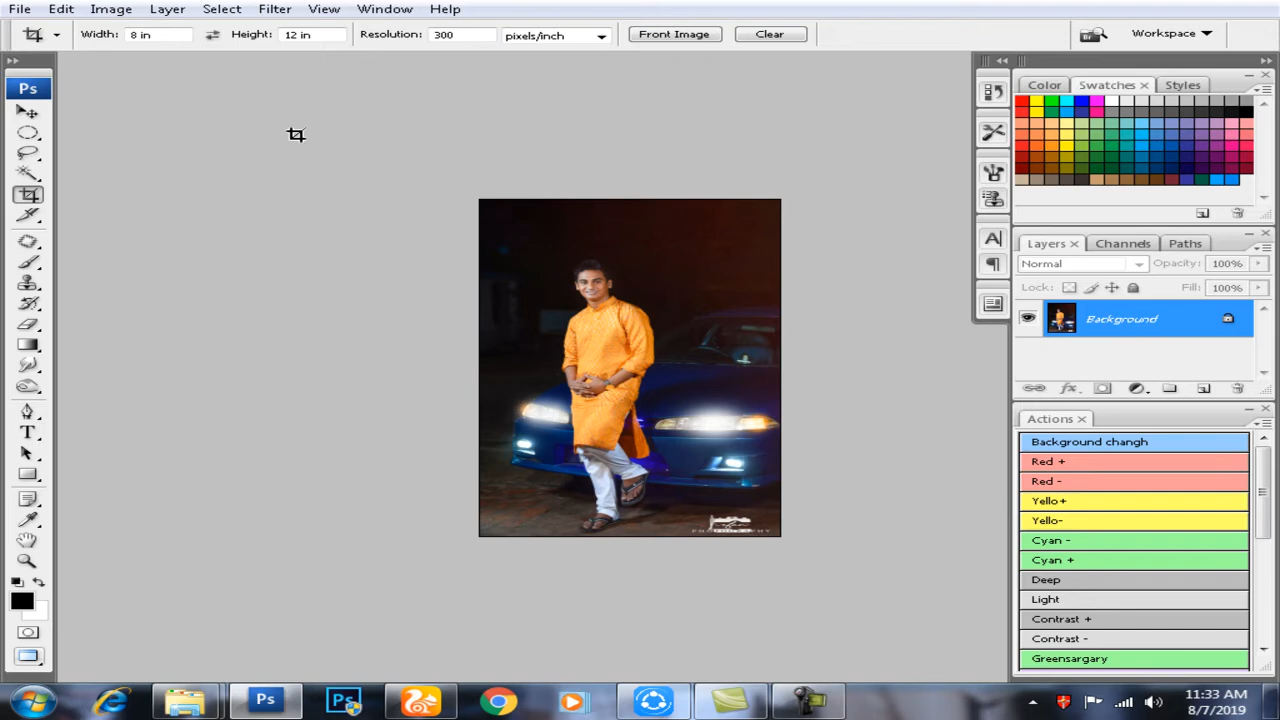 File Edit Image Layer Select Filter View Window Help
Width: 8 in Height: 12 in Resolution: 300 pixels/inch Front Image Clear Workspace
Ps
Color Swatches Styles
Layers Channels Paths
Normal Opacity: 100%
Lock: Fill: 100%
Background
Actions
Background changh
Red +
Red -
Yello+
Yello-
Cyan -
Cyan +
Deep
Light
Contrast +
Contrast -
Greensargary
PHOTOGRAPHY
Ps Ps
11:33 AM
8/7/2019